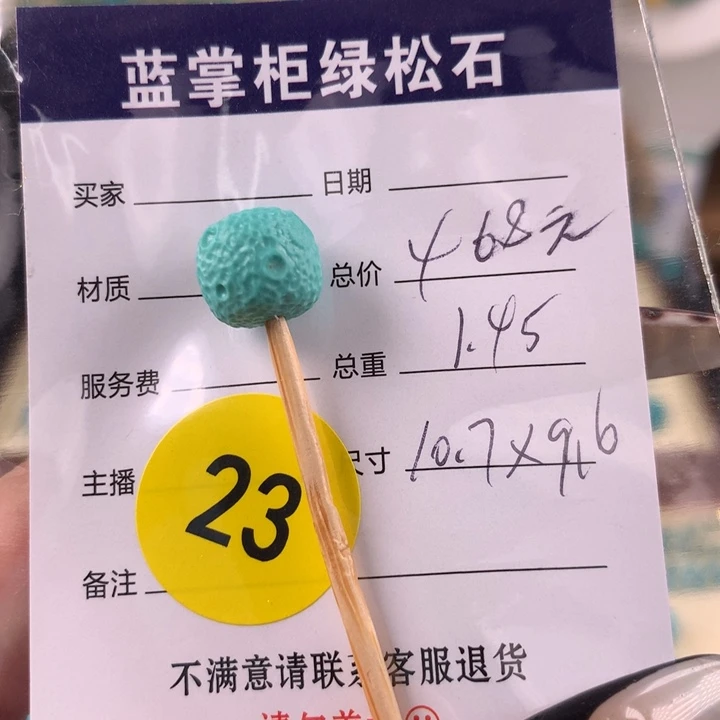 蓝掌柜绿松石
买家 日期
材质 总价 468元
服务费 总重 1.45
主播 23 尺寸 10.7×9.6
备注
不满意请联系客服退货